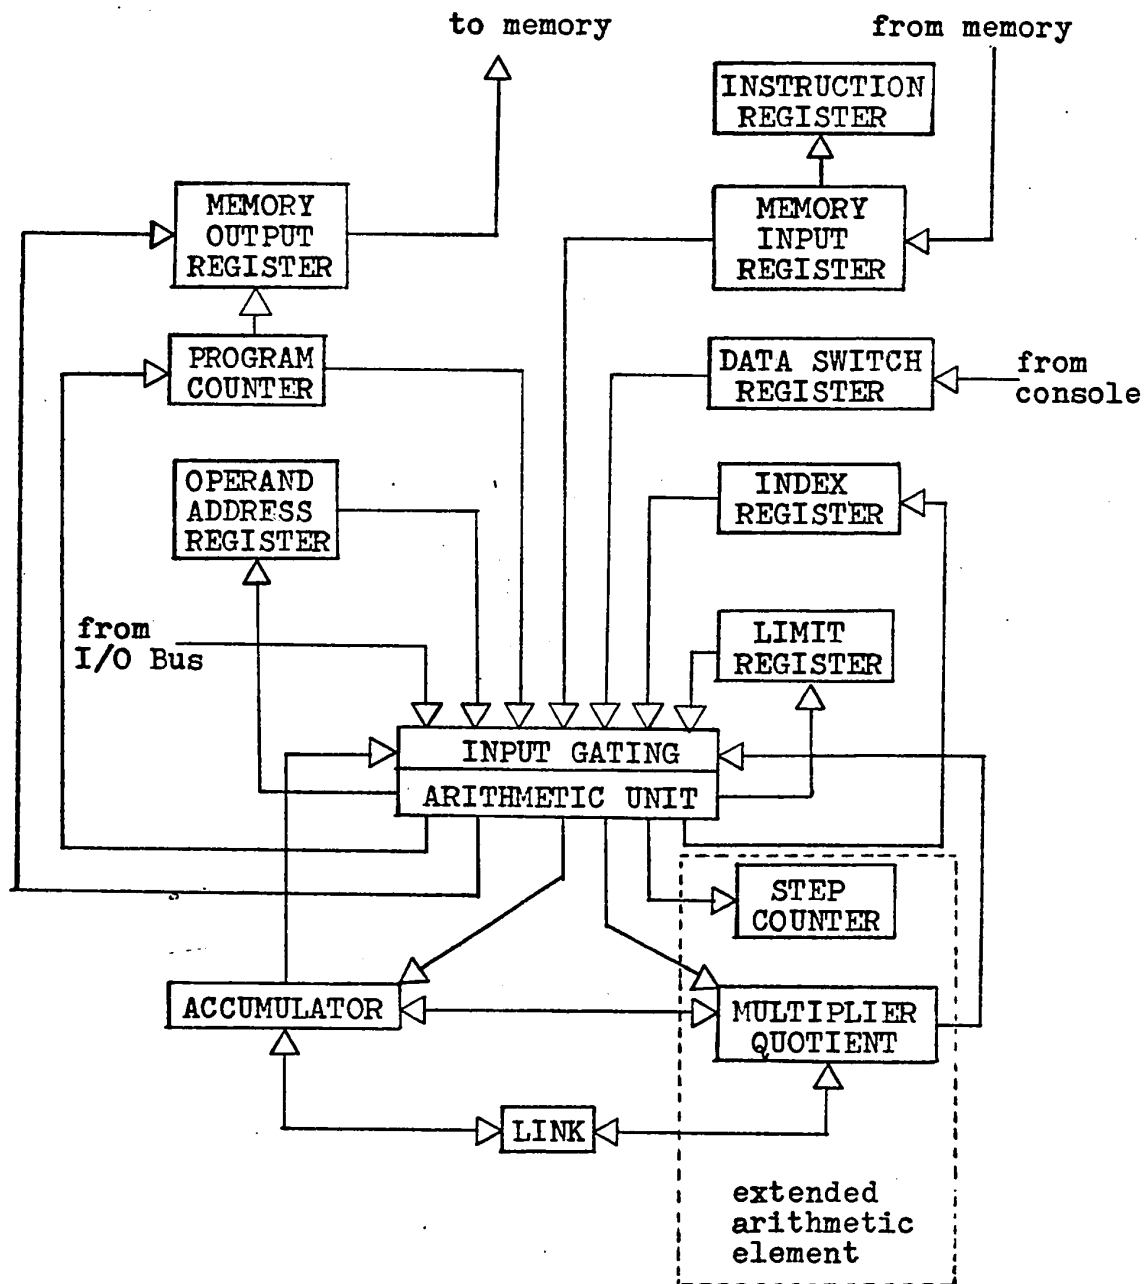 to memory
from memory
INSTRUCTION
REGISTER
MEMORY
OUTPUT
REGISTER
MEMORY
INPUT
REGISTER
PROGRAM
COUNTER
DATA SWITCH
REGISTER
from
console
OPERAND
ADDRESS
REGISTER
INDEX
REGISTER
from
I/O Bus
LIMIT
REGISTER
INPUT GATING
ARITHMETIC UNIT
STEP
COUNTER
ACCUMULATOR
MULTIPLIER
QUOTIENT
LINK
extended
arithmetic
element